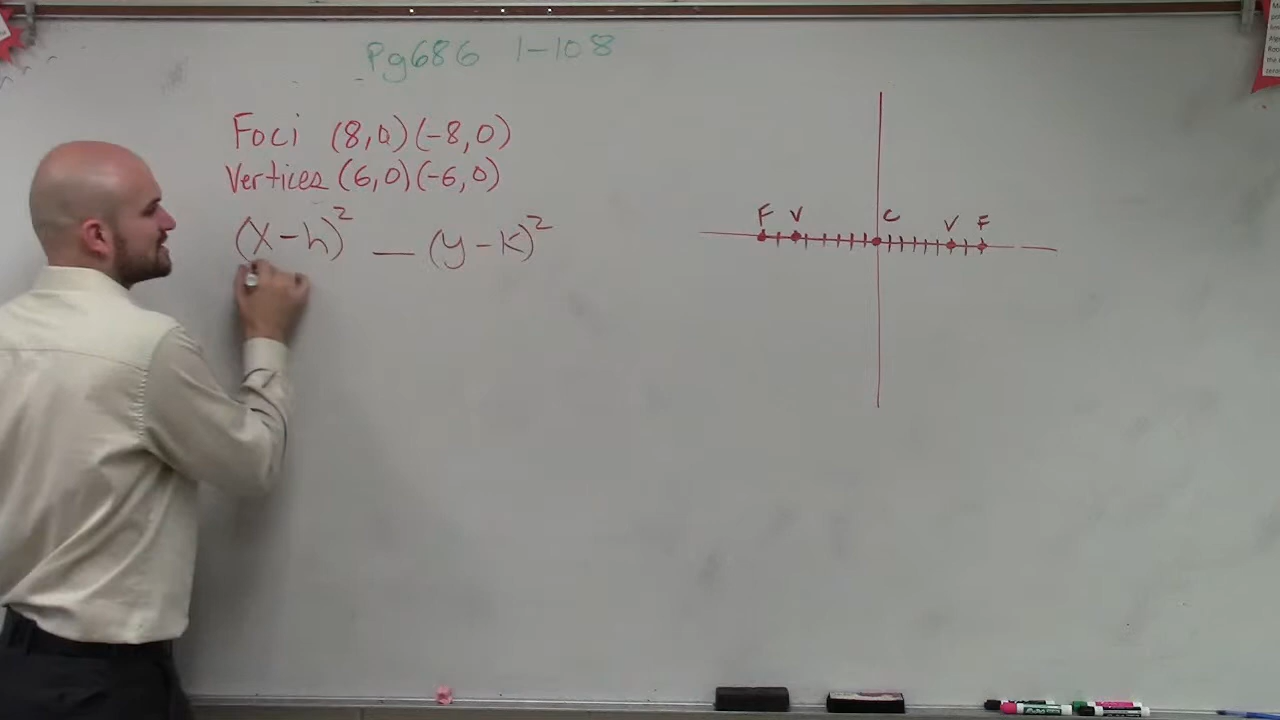 Pg686 1-108
Foci (8,0)(-8,0)
Vertices (6,0)(-6,0)
(x-h)² — (y-k)²
F V C V F